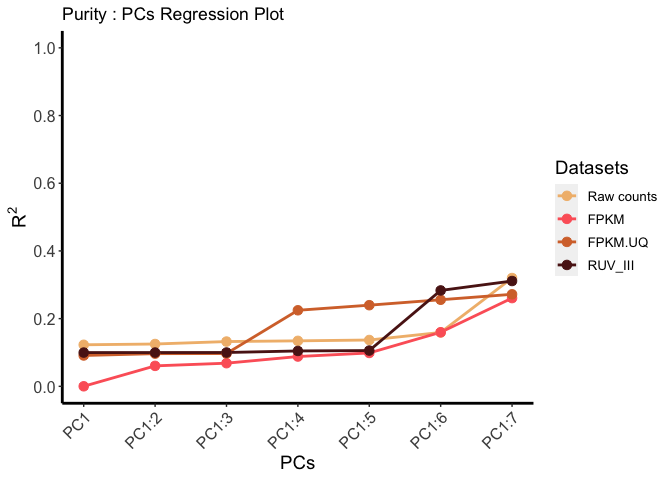 Purity : PCs Regression Plot
1.0
0.8
0.6
0.4
0.2
0.0
R²
PC1
PC1:2
PC1:3
PC1:4
PC1:5
PC1:6
PC1:7
PCs
Datasets
Raw counts
FPKM
FPKM.UQ
RUV_III